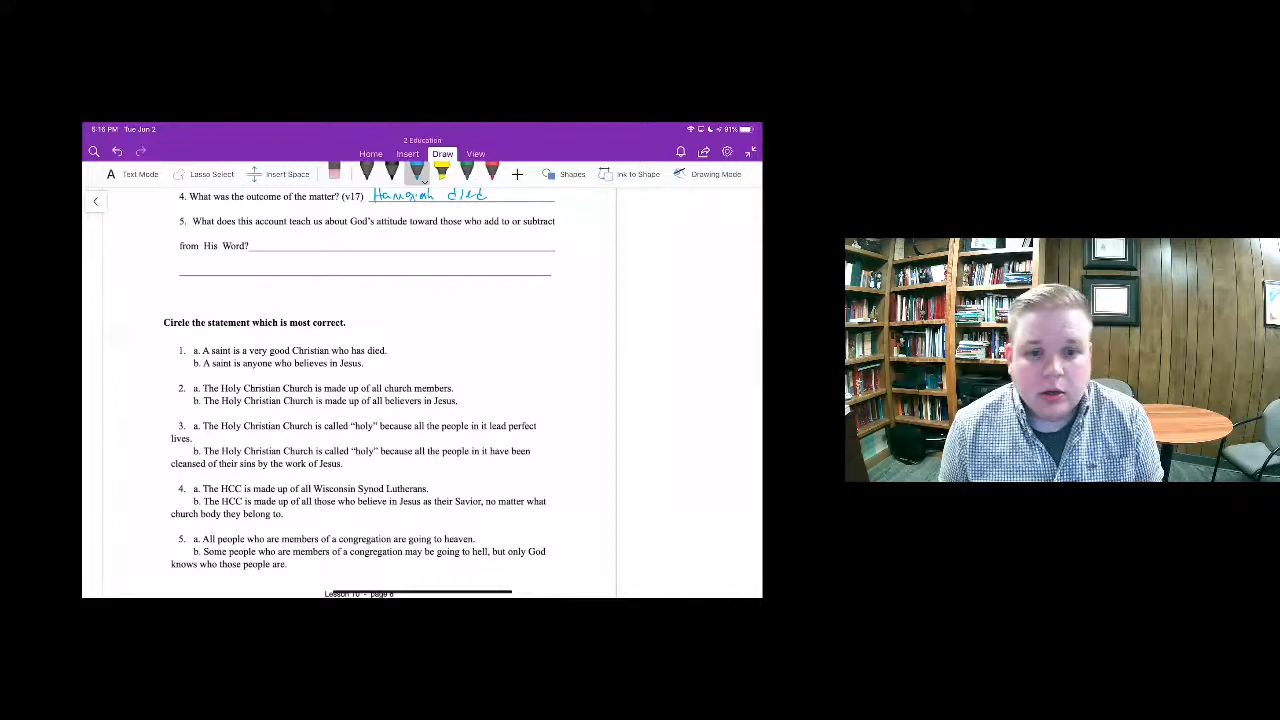 6:16 PM Tue Jun 2
91%
2 Education
Home Insert Draw View
Text Mode Lasso Select Insert Space Shapes Ink to Shape Drawing Mode
4. What was the outcome of the matter? (v17) Hananiah died
5. What does this account teach us about God's attitude toward those who add to or subtract
from His Word?
Circle the statement which is most correct.
1. a. A saint is a very good Christian who has died.
b. A saint is anyone who believes in Jesus.
2. a. The Holy Christian Church is made up of all church members.
b. The Holy Christian Church is made up of all believers in Jesus.
3. a. The Holy Christian Church is called "holy" because all the people in it lead perfect
lives.
b. The Holy Christian Church is called "holy" because all the people in it have been
cleansed of their sins by the work of Jesus.
4. a. The HCC is made up of all Wisconsin Synod Lutherans.
b. The HCC is made up of all those who believe in Jesus as their Savior, no matter what
church body they belong to.
5. a. All people who are members of a congregation are going to heaven.
b. Some people who are members of a congregation may be going to hell, but only God
knows who those people are.
Lesson 10 - page 6